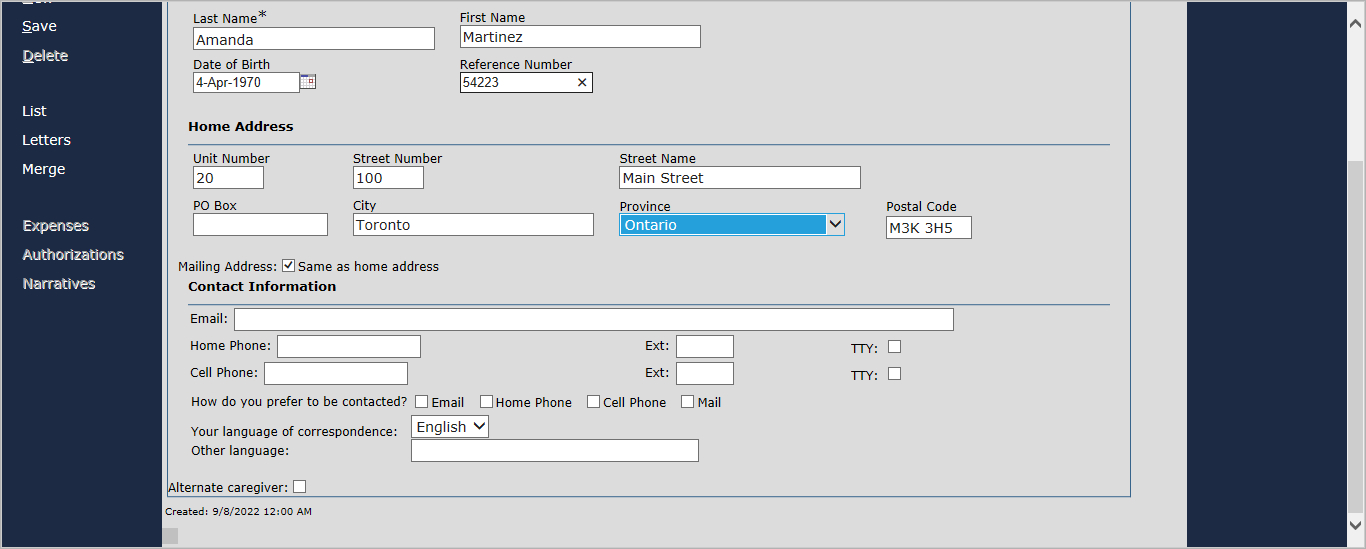 Save
Delete
List
Letters
Merge
Expenses
Authorizations
Narratives
Last Name* First Name
Amanda Martinez
Date of Birth Reference Number
4-Apr-1970 54223
Home Address
Unit Number Street Number Street Name
20 100 Main Street
PO Box City Province Postal Code
Toronto Ontario M3K 3H5
Mailing Address: Same as home address
Contact Information
Email:
Home Phone: Ext: TTY:
Cell Phone: Ext: TTY:
How do you prefer to be contacted? Email Home Phone Cell Phone Mail
Your language of correspondence: English
Other language:
Alternate caregiver:
Created: 9/8/2022 12:00 AM